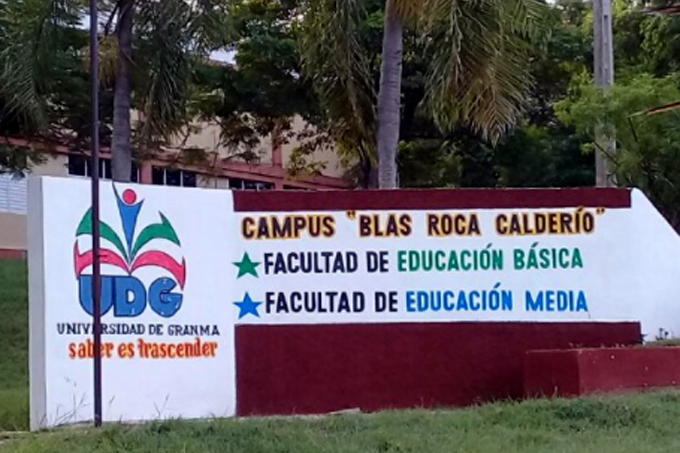 UDG
UNIVERSIDAD DE GRANMA
saber es trascender
CAMPUS "BLAS ROCA CALDERÍO"
FACULTAD DE EDUCACIÓN BÁSICA
FACULTAD DE EDUCACIÓN MEDIA